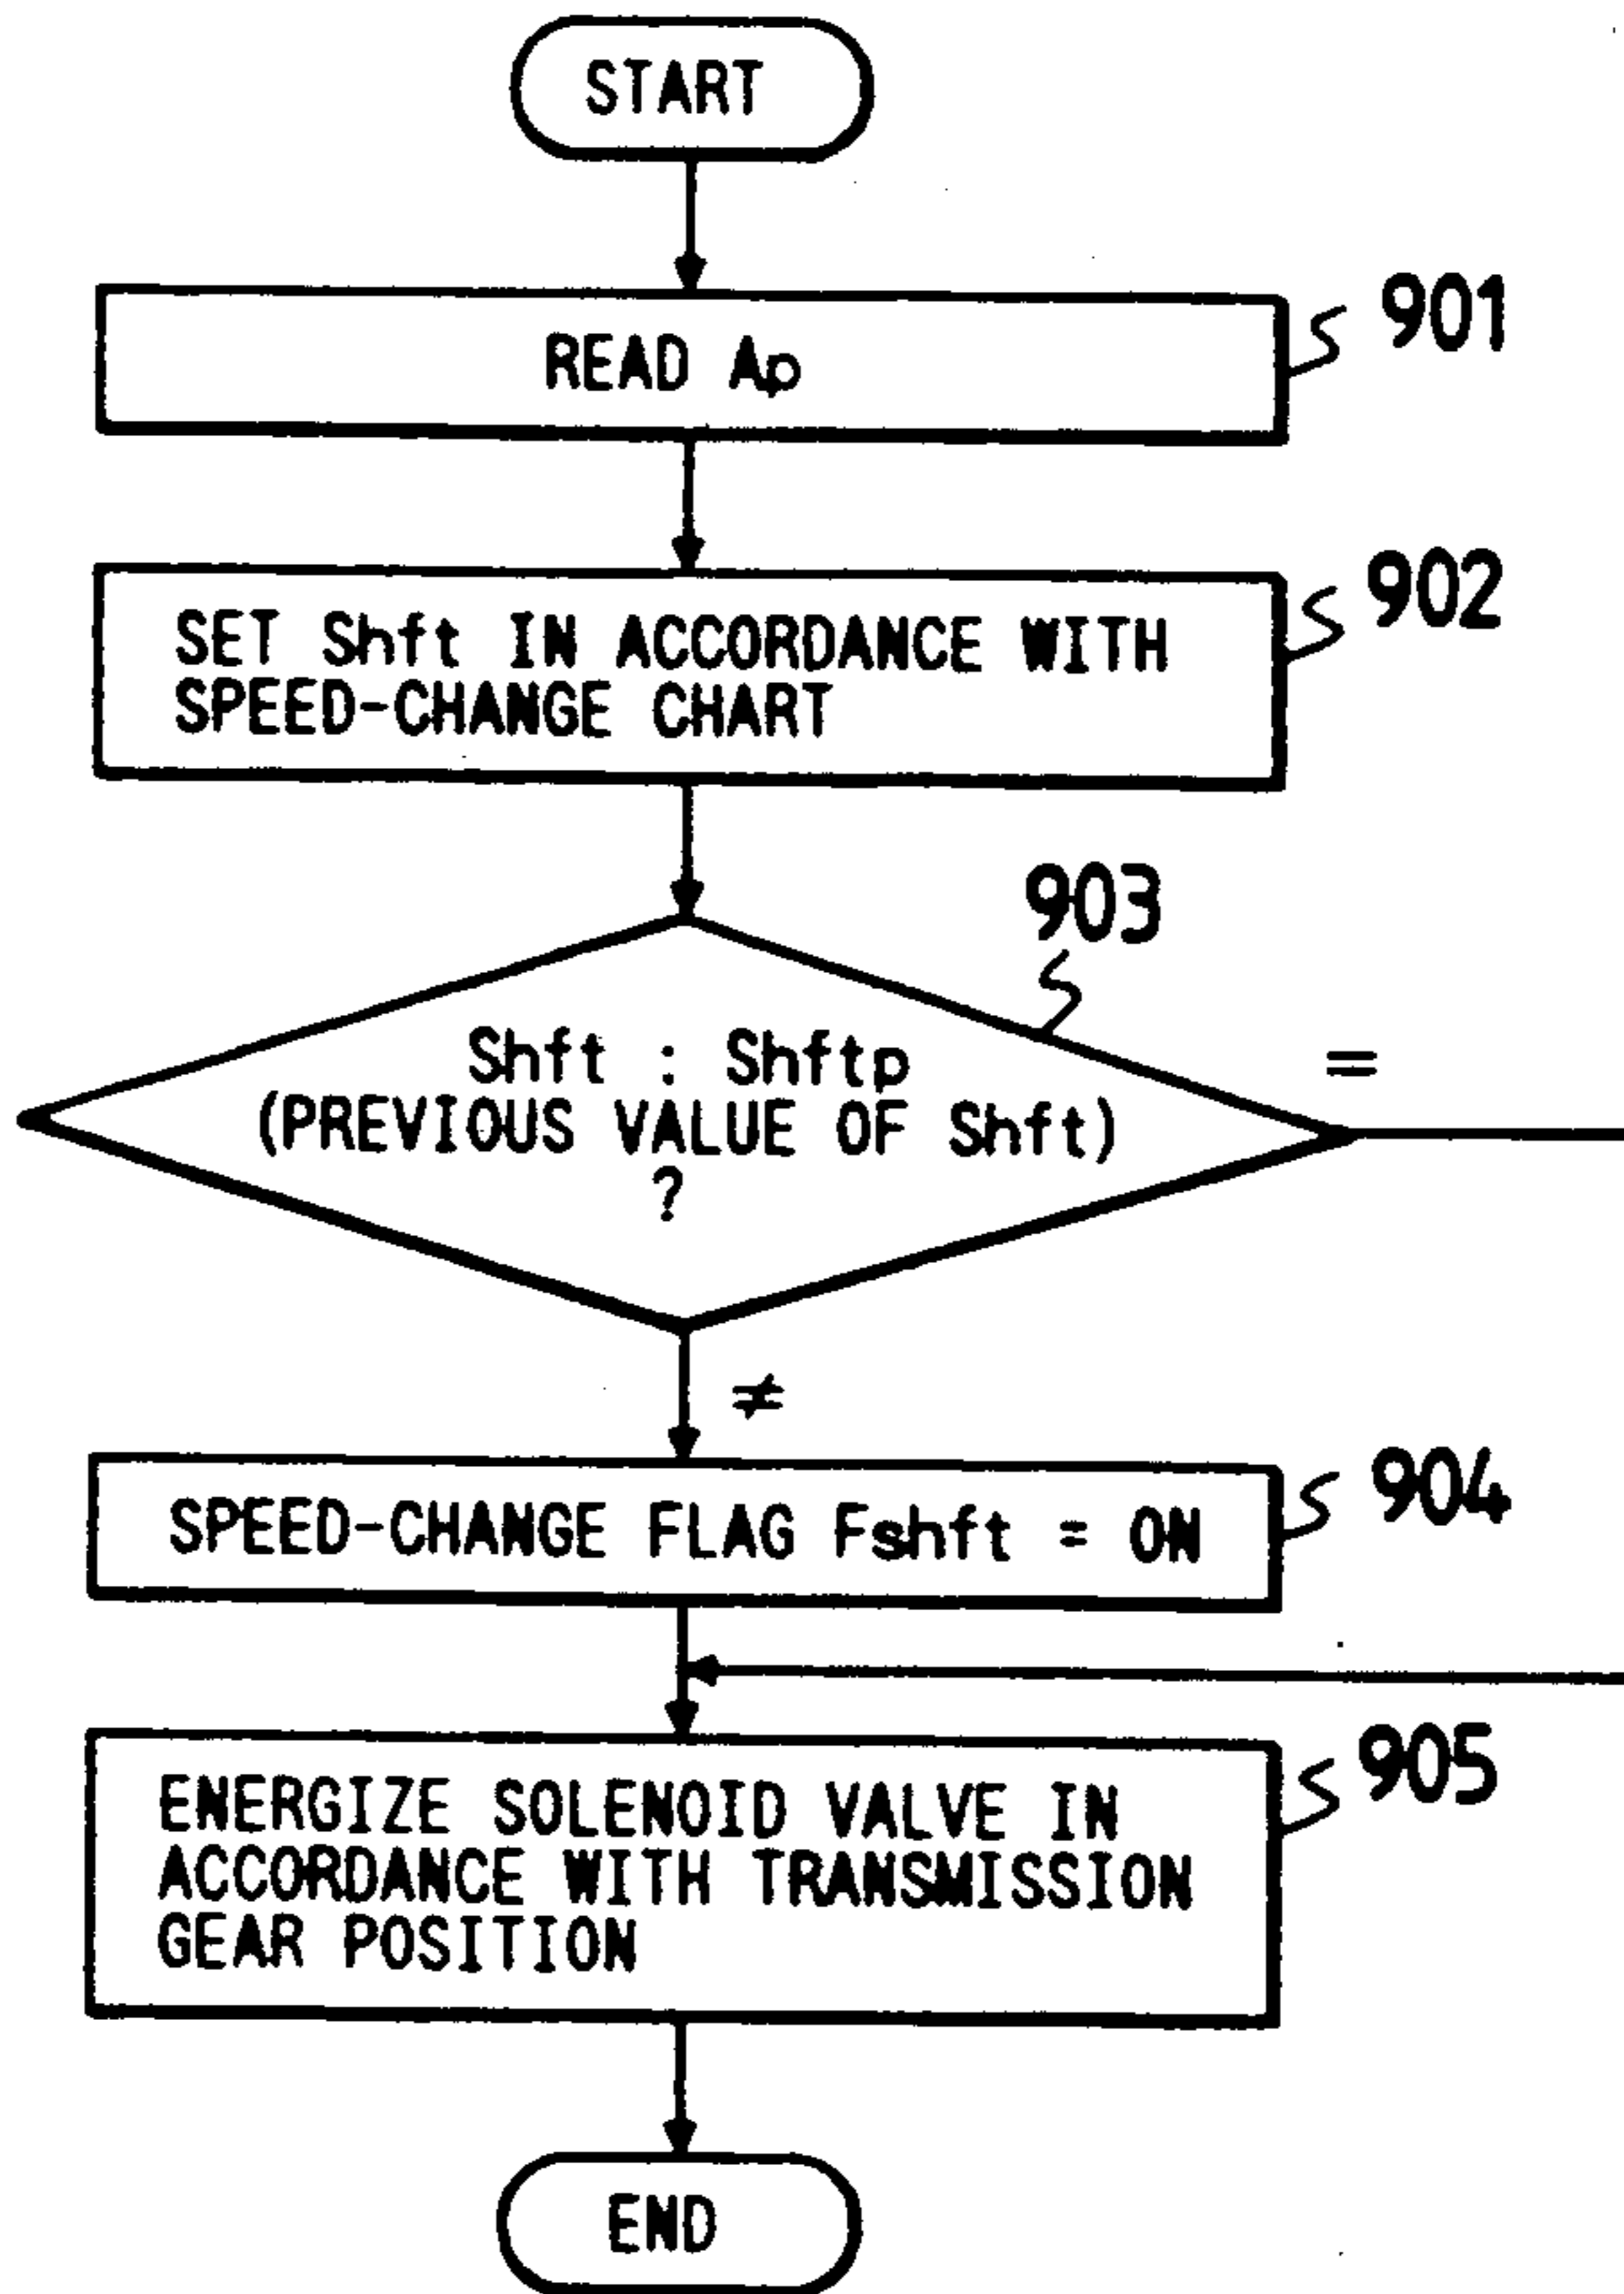 START
READ Ap
901
SET Shft IN ACCORDANCE WITH
SPEED-CHANGE CHART
902
903
Shft : Shftp
(PREVIOUS VALUE OF Shft)
?
=
≠
SPEED-CHANGE FLAG Fshft = ON
904
ENERGIZE SOLENOID VALVE IN
ACCORDANCE WITH TRANSMISSION
GEAR POSITION
905
END